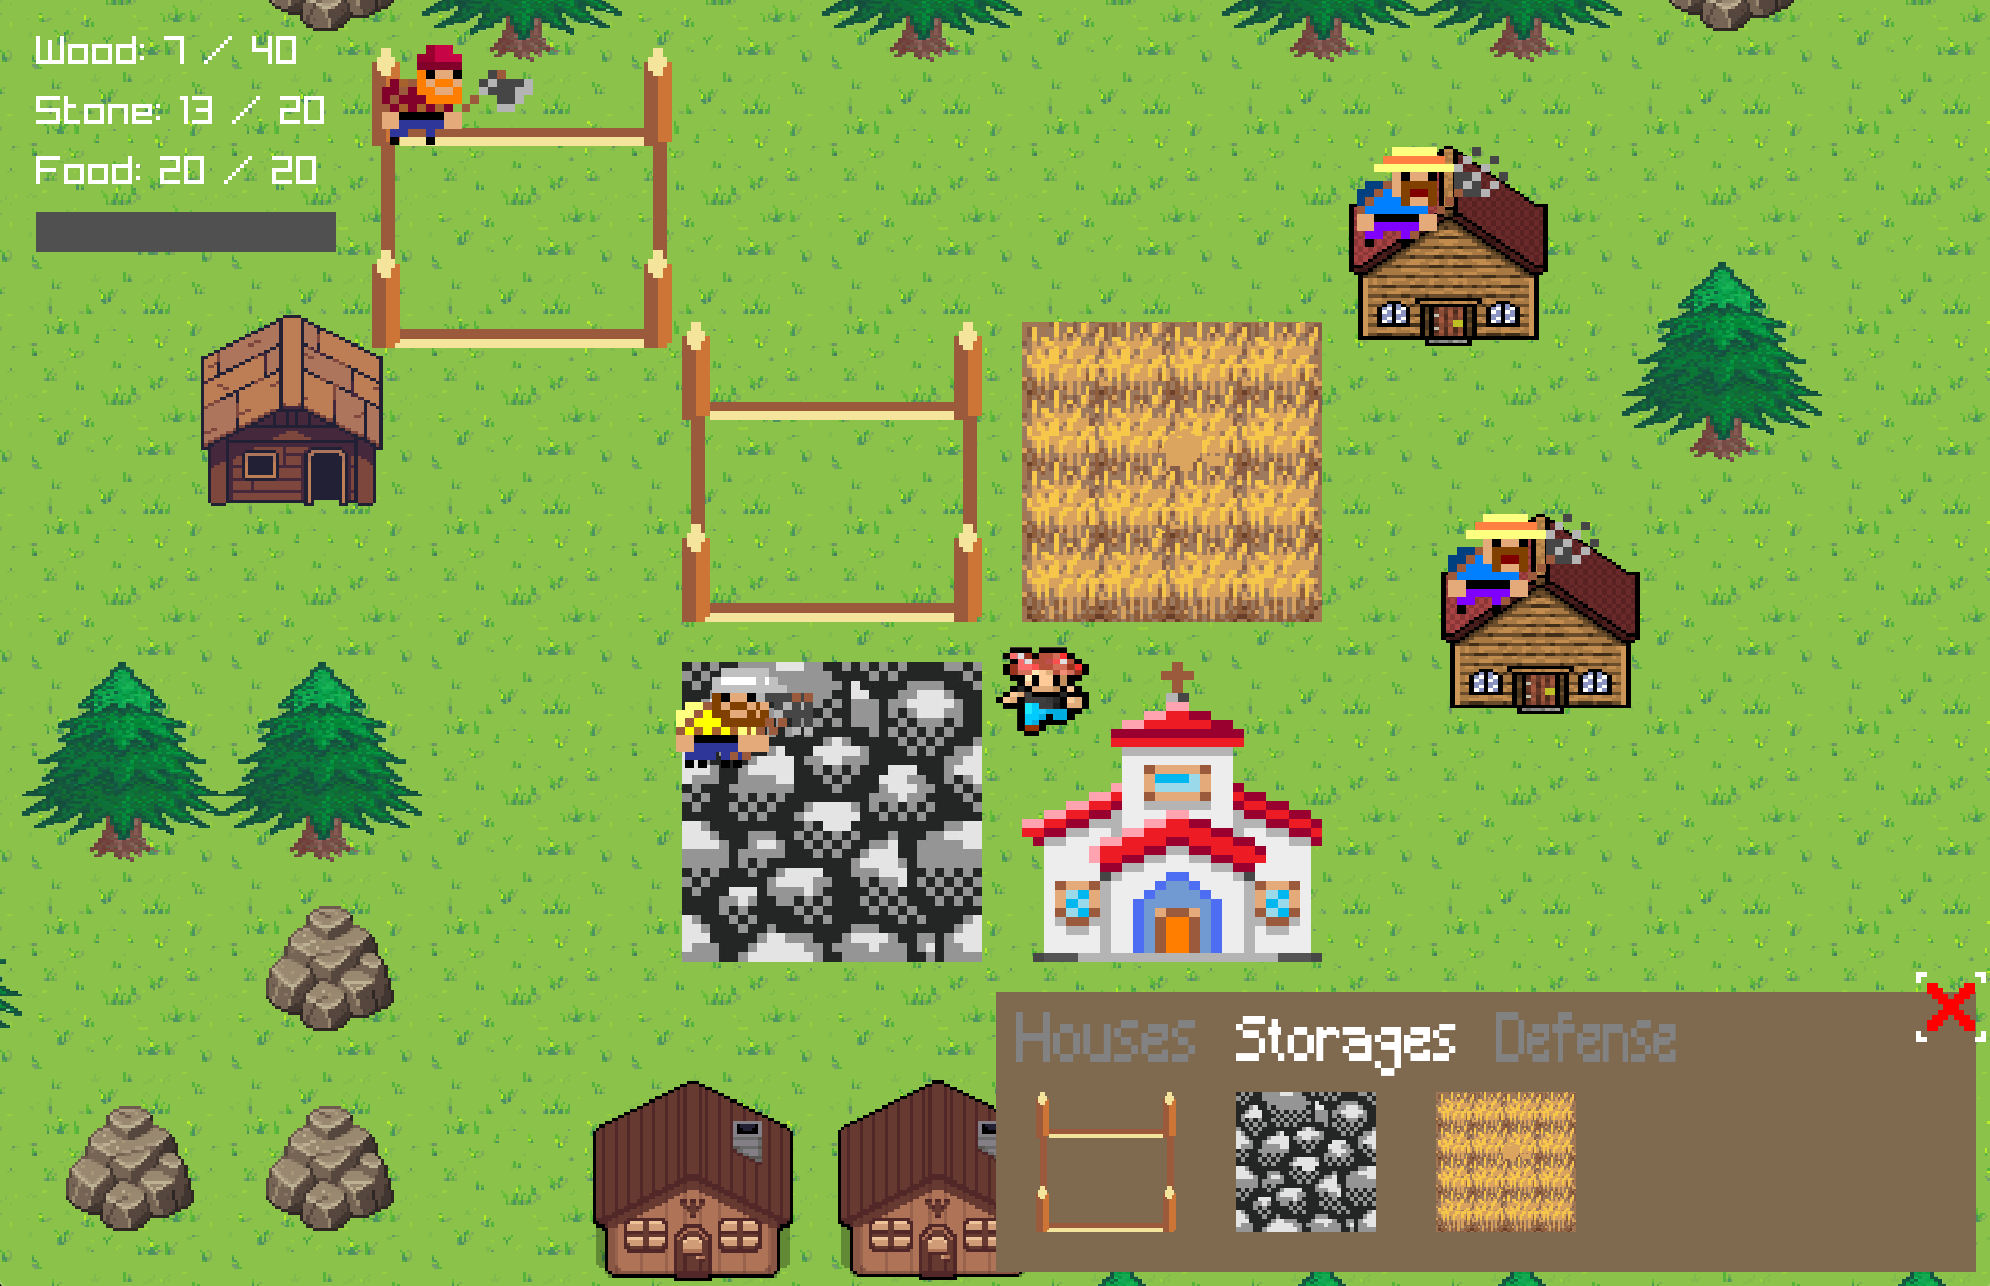 Wood: 7 / 40
Stone: 13 / 20
Food: 20 / 20
Houses Storages Defense